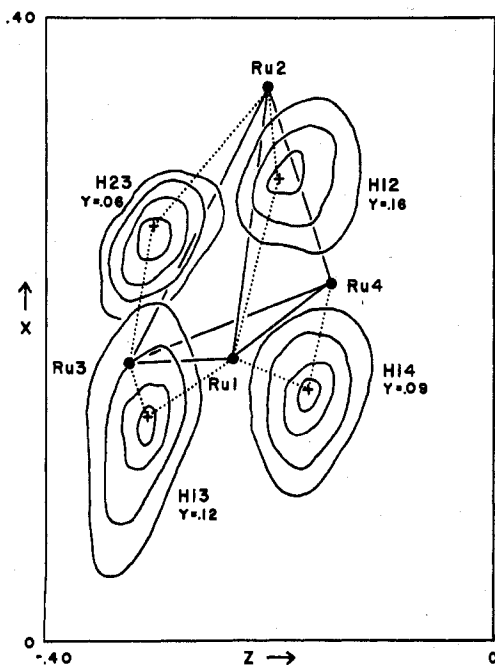 .40
Ru2
H23
Y=.06
H12
Y=.16
↑
X
Ru4
Ru3
Ru1
H14
Y=.09
H13
Y=.12
0
-.40
Z →
0